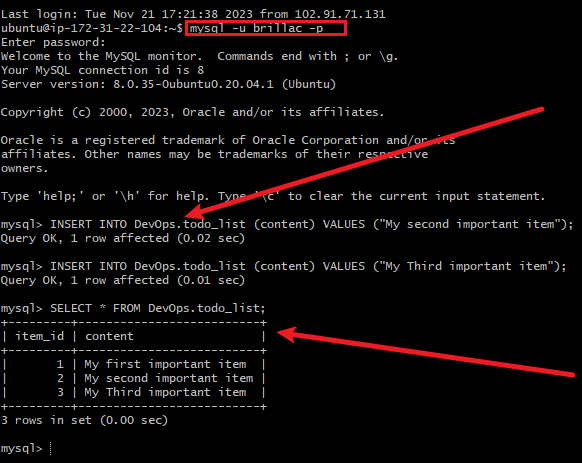 Last login: Tue Nov 21 17:21:38 2023 from 102.91.71.131
ubuntu@ip-172-31-22-104:~$ mysql -u brillac -p
Enter password:
Welcome to the MySQL monitor.  Commands end with ; or \g.
Your MySQL connection id is 8
Server version: 8.0.35-0ubuntu0.20.04.1 (Ubuntu)
Copyright (c) 2000, 2023, Oracle and/or its affiliates.
Oracle is a registered trademark of Oracle Corporation and/or its
affiliates. Other names may be trademarks of their respective
owners.
Type 'help;' or '\h' for help. Type '\c' to clear the current input statement.
mysql> INSERT INTO DevOps.todo_list (content) VALUES ("My second important item");
Query OK, 1 row affected (0.02 sec)
mysql> INSERT INTO DevOps.todo_list (content) VALUES ("My Third important item");
Query OK, 1 row affected (0.01 sec)
mysql> SELECT * FROM DevOps.todo_list;
+---------+--------------------------+
| item_id | content                  |
+---------+--------------------------+
|       1 | My first important item  |
|       2 | My second important item |
|       3 | My Third important item  |
+---------+--------------------------+
3 rows in set (0.00 sec)
mysql>